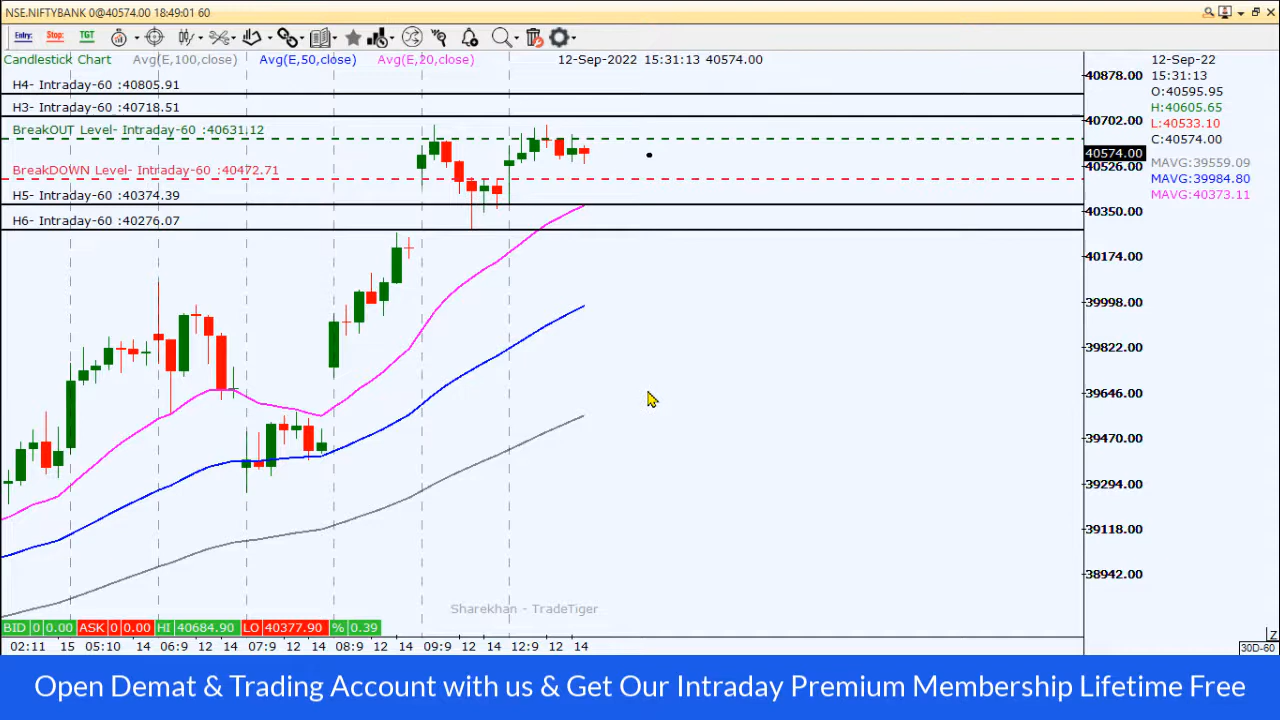 NSE.NIFTYBANK 0@40574.00 18:49:01 60
Entry: Stop: TGT
Candlestick Chart Avg(E,100,close) Avg(E,50,close) Avg(E,20,close) 12-Sep-2022 15:31:13 40574.00
12-Sep-22
15:31:13
O:40595.95
H:40605.65
L:40533.10
C:40574.00
MAVG:39559.09
MAVG:39984.80
MAVG:40373.11
H4- Intraday-60 :40805.91
H3- Intraday-60 :40718.51
BreakOUT Level- Intraday-60 :40631.12
BreakDOWN Level- Intraday-60 :40472.71
H5- Intraday-60 :40374.39
H6- Intraday-60 :40276.07
40878.00
40702.00
40574.00
40526.00
40350.00
40174.00
39998.00
39822.00
39646.00
39470.00
39294.00
39118.00
38942.00
Sharekhan - TradeTiger
BID 0 0.00 ASK 0 0.00 HI 40684.90 LO 40377.90 % 0.39
02:11 15 05:10 14 06:9 12 14 07:9 12 14 08:9 12 14 09:9 12 14 12:9 12 14
Z
30D-60
Open Demat & Trading Account with us & Get Our Intraday Premium Membership Lifetime Free